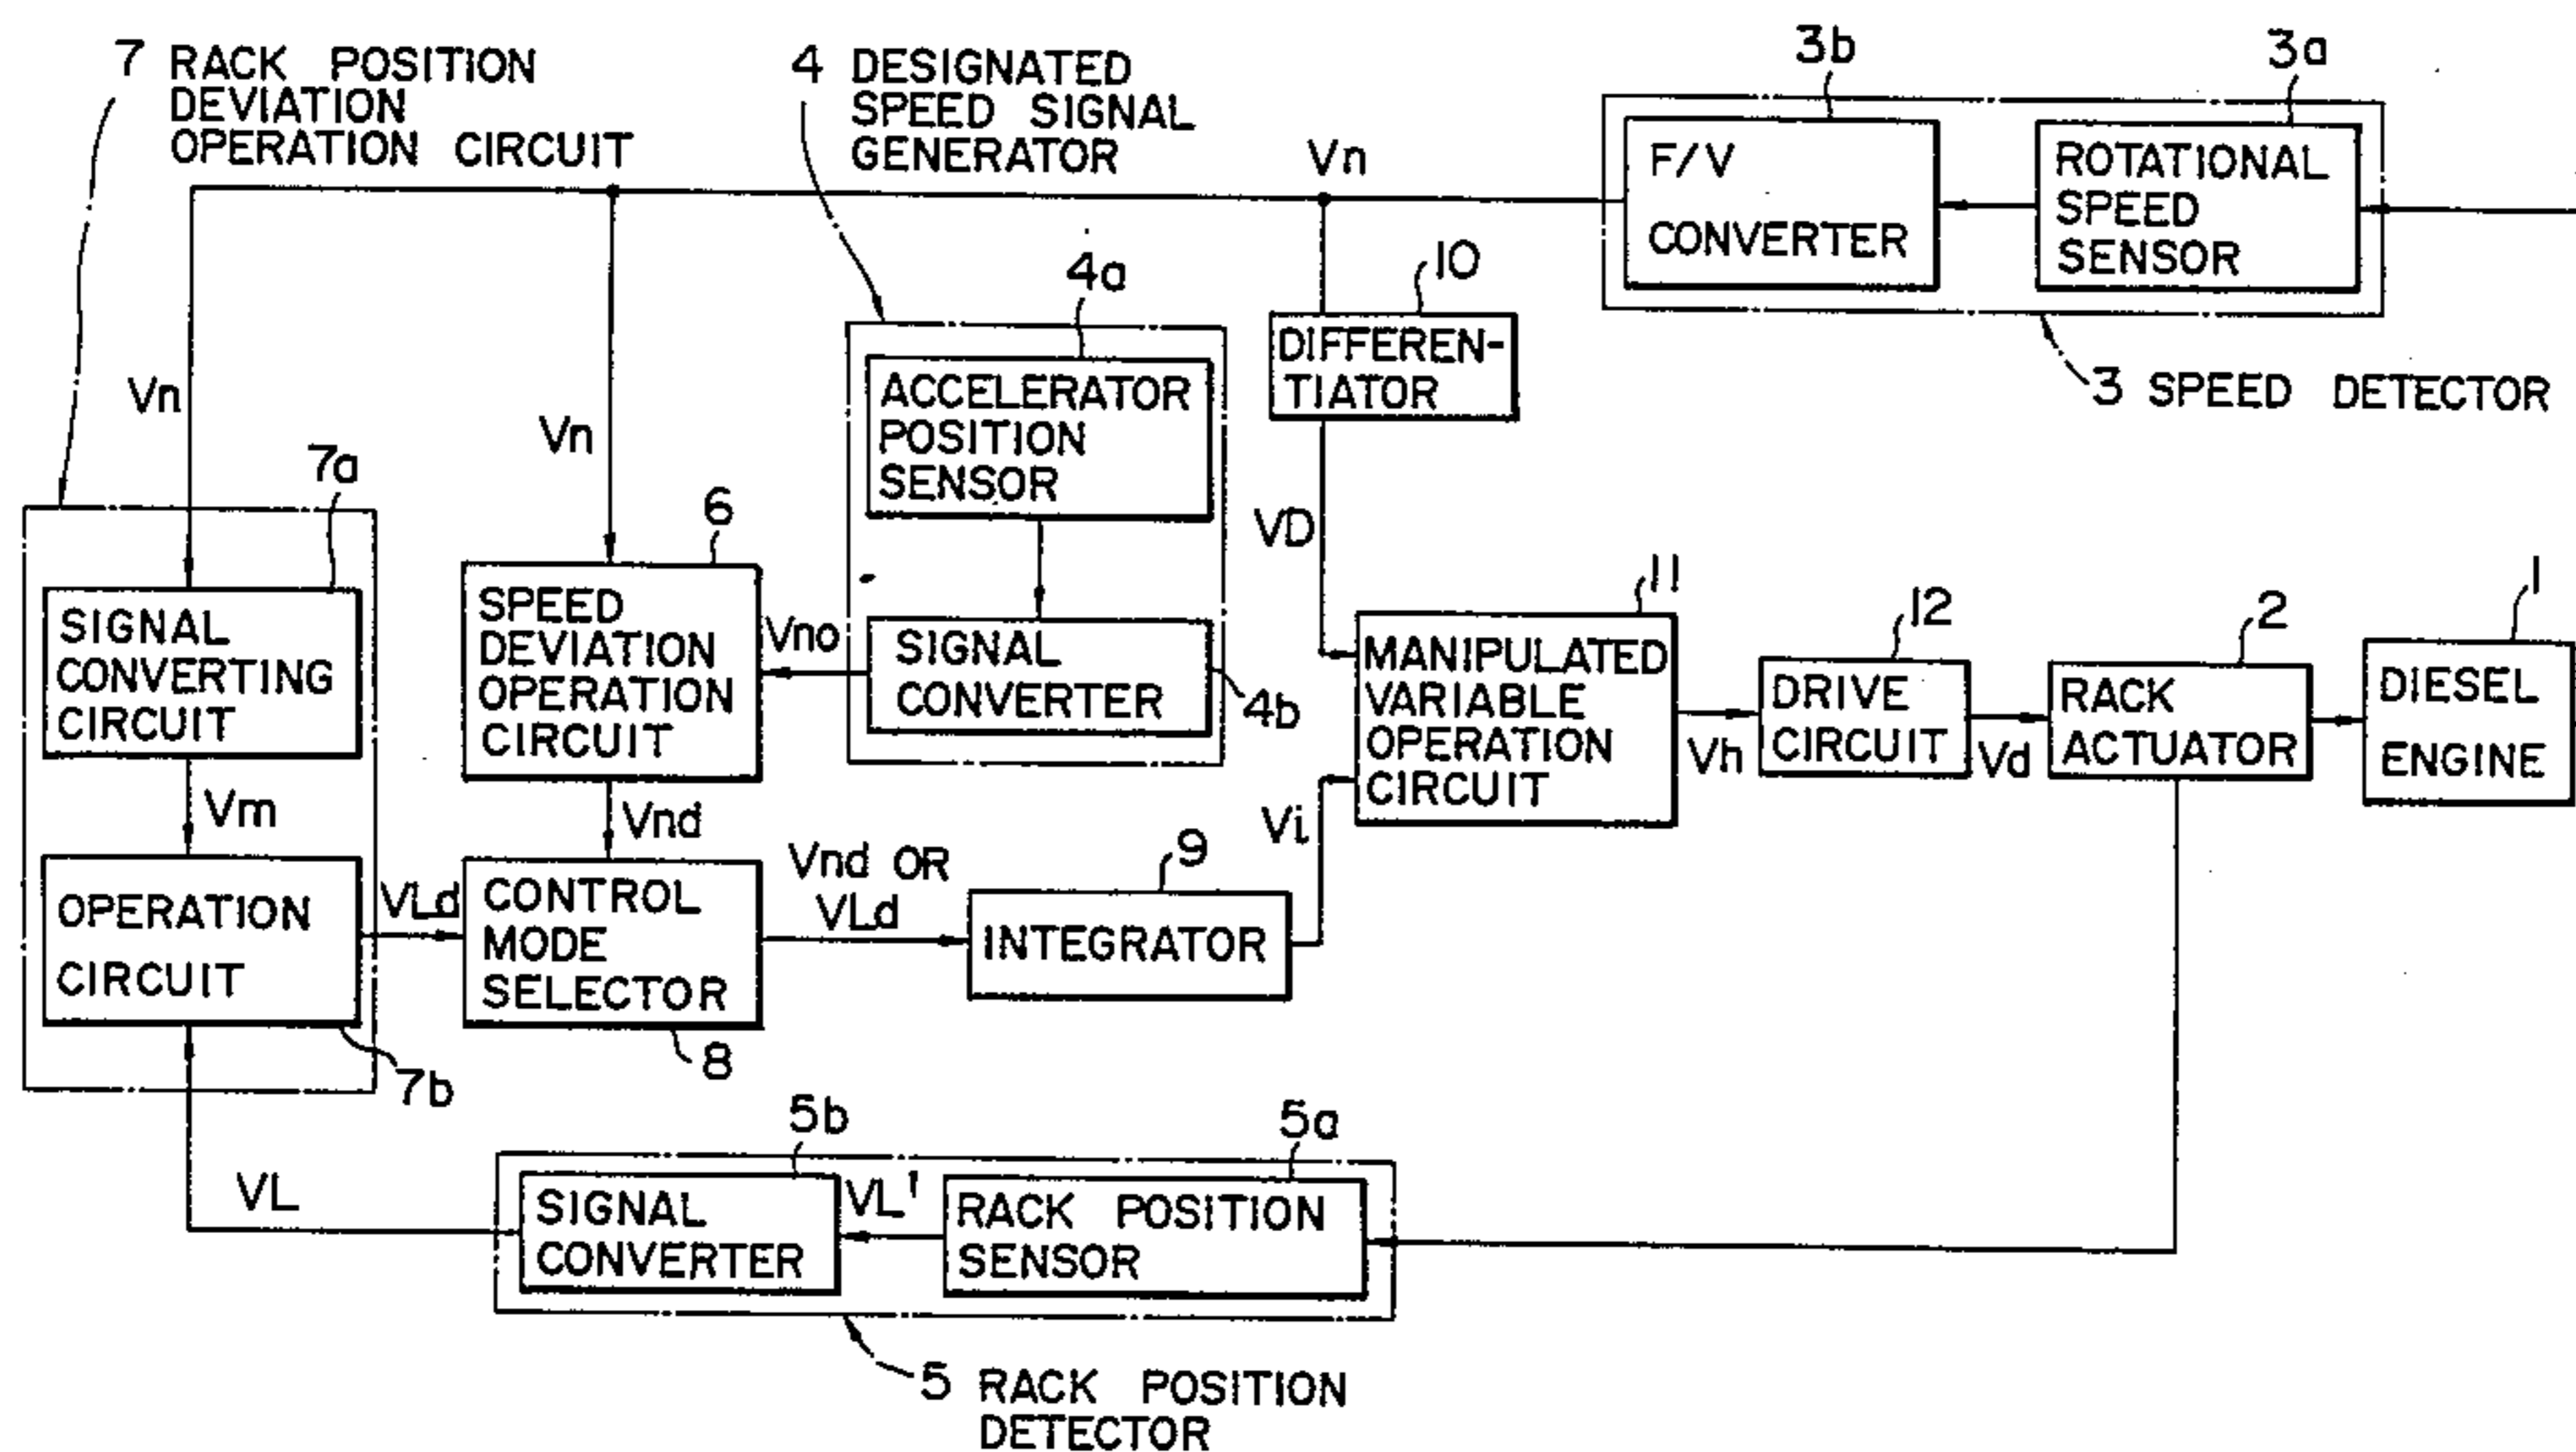 7 RACK POSITION
DEVIATION
OPERATION CIRCUIT
4 DESIGNATED
SPEED SIGNAL
GENERATOR
Vn
3b
3a
F/V
CONVERTER
ROTATIONAL
SPEED
SENSOR
3 SPEED DETECTOR
10
DIFFEREN-
TIATOR
4a
ACCELERATOR
POSITION
SENSOR
Vn
Vn
VD
7a
SIGNAL
CONVERTING
CIRCUIT
6
SPEED
DEVIATION
OPERATION
CIRCUIT
Vno
SIGNAL
CONVERTER
4b
11
MANIPULATED
VARIABLE
OPERATION
CIRCUIT
Vh
12
DRIVE
CIRCUIT
Vd
2
RACK
ACTUATOR
1
DIESEL
ENGINE
Vm
Vnd
Vi
OPERATION
CIRCUIT
7b
VLd
CONTROL
MODE
SELECTOR
8
Vnd OR
VLd
9
INTEGRATOR
VL
5b
SIGNAL
CONVERTER
VL'
5a
RACK POSITION
SENSOR
5 RACK POSITION
DETECTOR